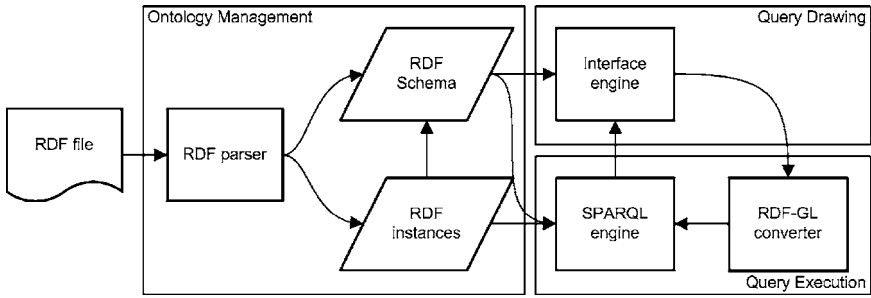 Ontology Management
Query Drawing
RDF
Schema
Interface
engine
RDF file
RDF parser
RDF
instances
SPARQL
engine
RDF-GL
converter
Query Execution